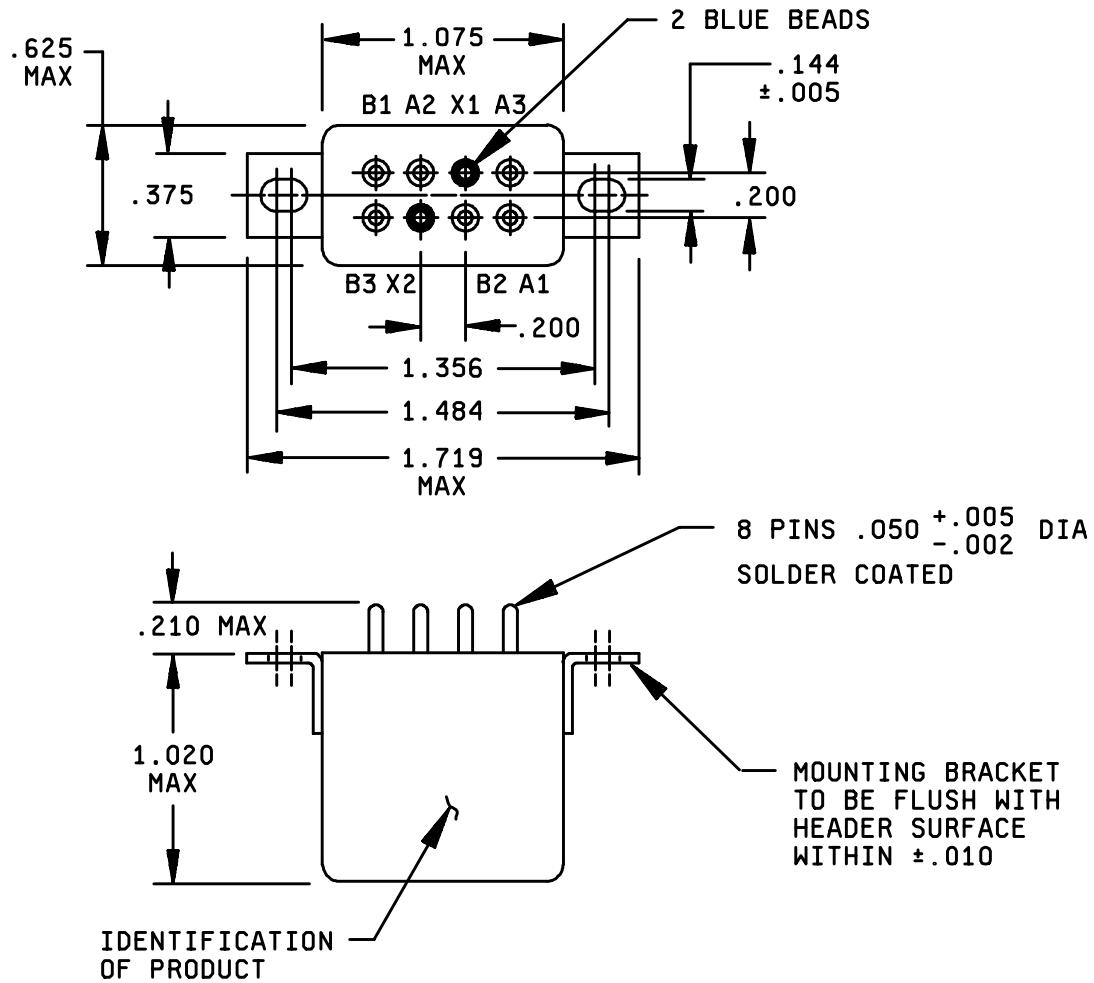 2 BLUE BEADS
.625
MAX
1.075
MAX
.144
±.005
B1 A2 X1 A3
.375
.200
B3 X2
B2 A1
.200
1.356
1.484
1.719
MAX
8 PINS .050 +.005 -.002 DIA
SOLDER COATED
.210 MAX
1.020
MAX
MOUNTING BRACKET
TO BE FLUSH WITH
HEADER SURFACE
WITHIN ±.010
IDENTIFICATION
OF PRODUCT